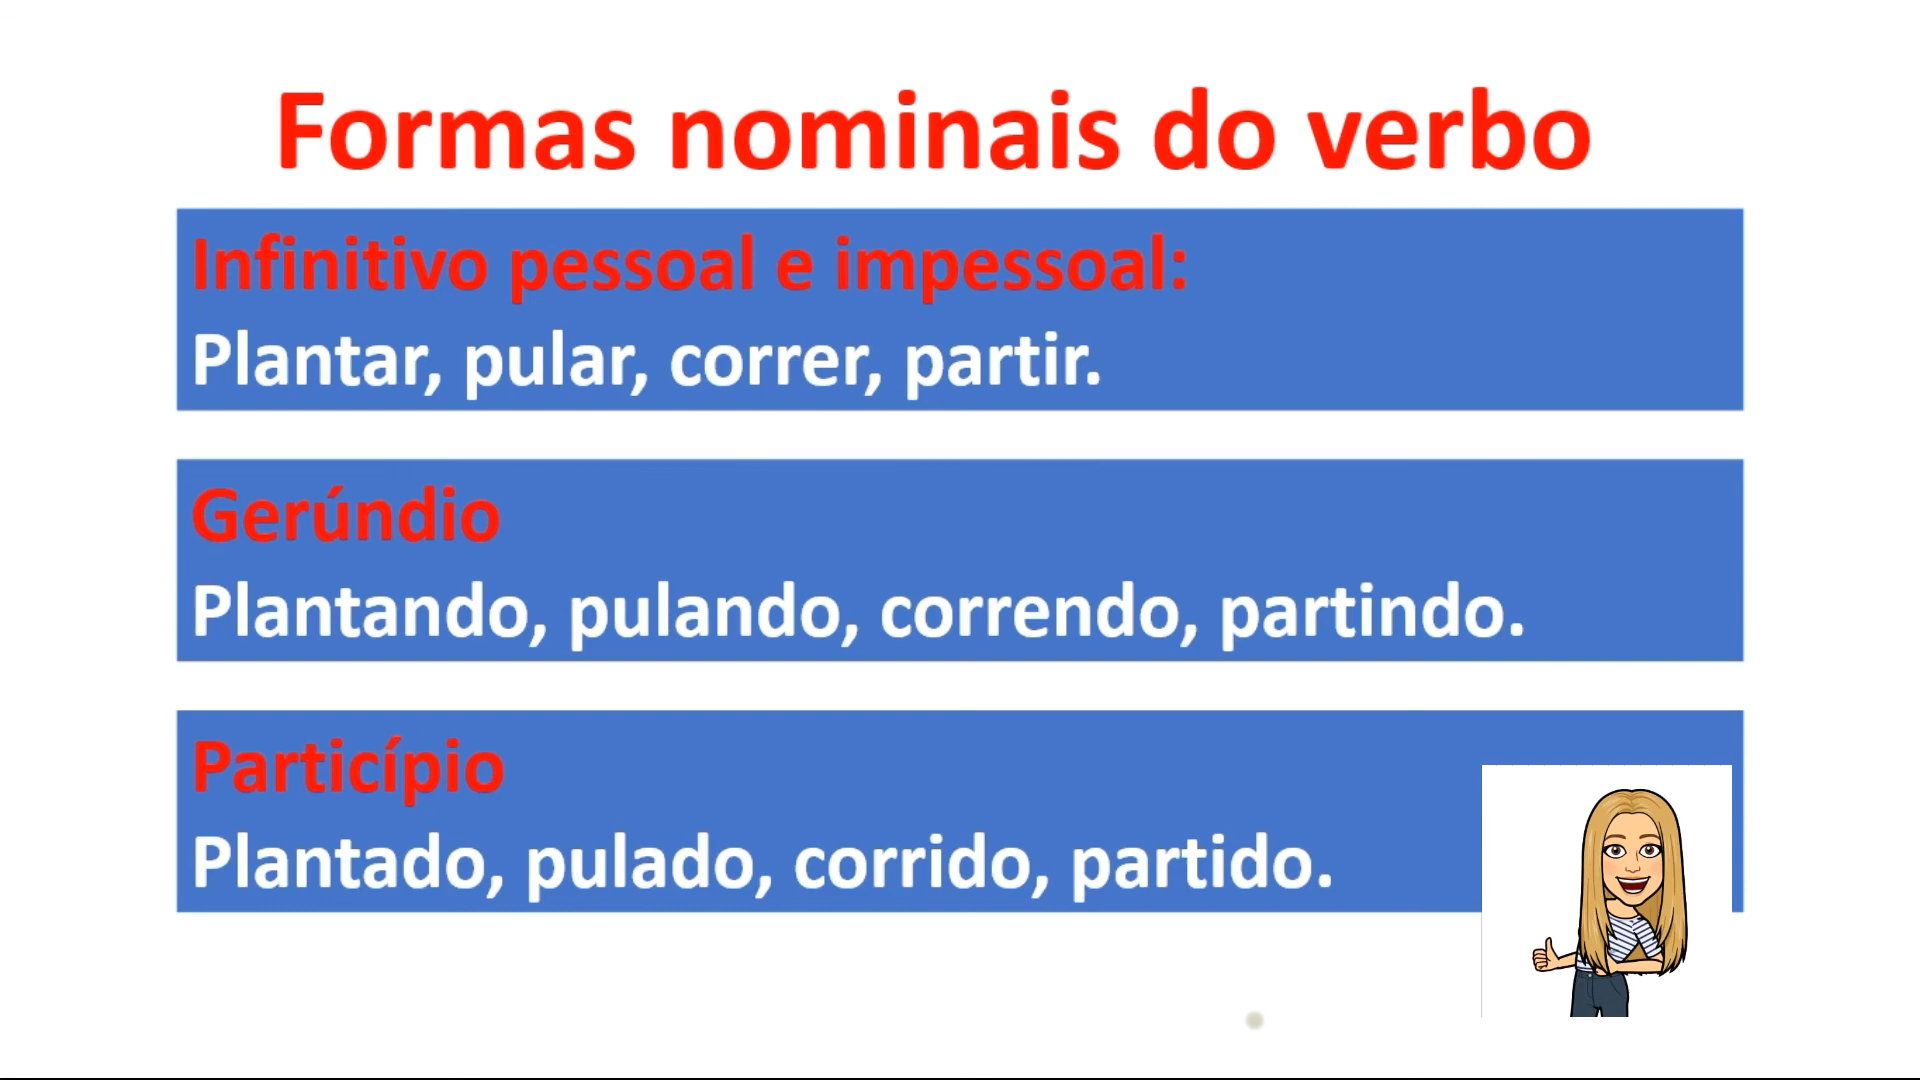 Formas nominais do verbo
Infinitivo pessoal e impessoal:
Plantar, pular, correr, partir.
Gerúndio
Plantando, pulando, correndo, partindo.
Particípio
Plantado, pulado, corrido, partido.